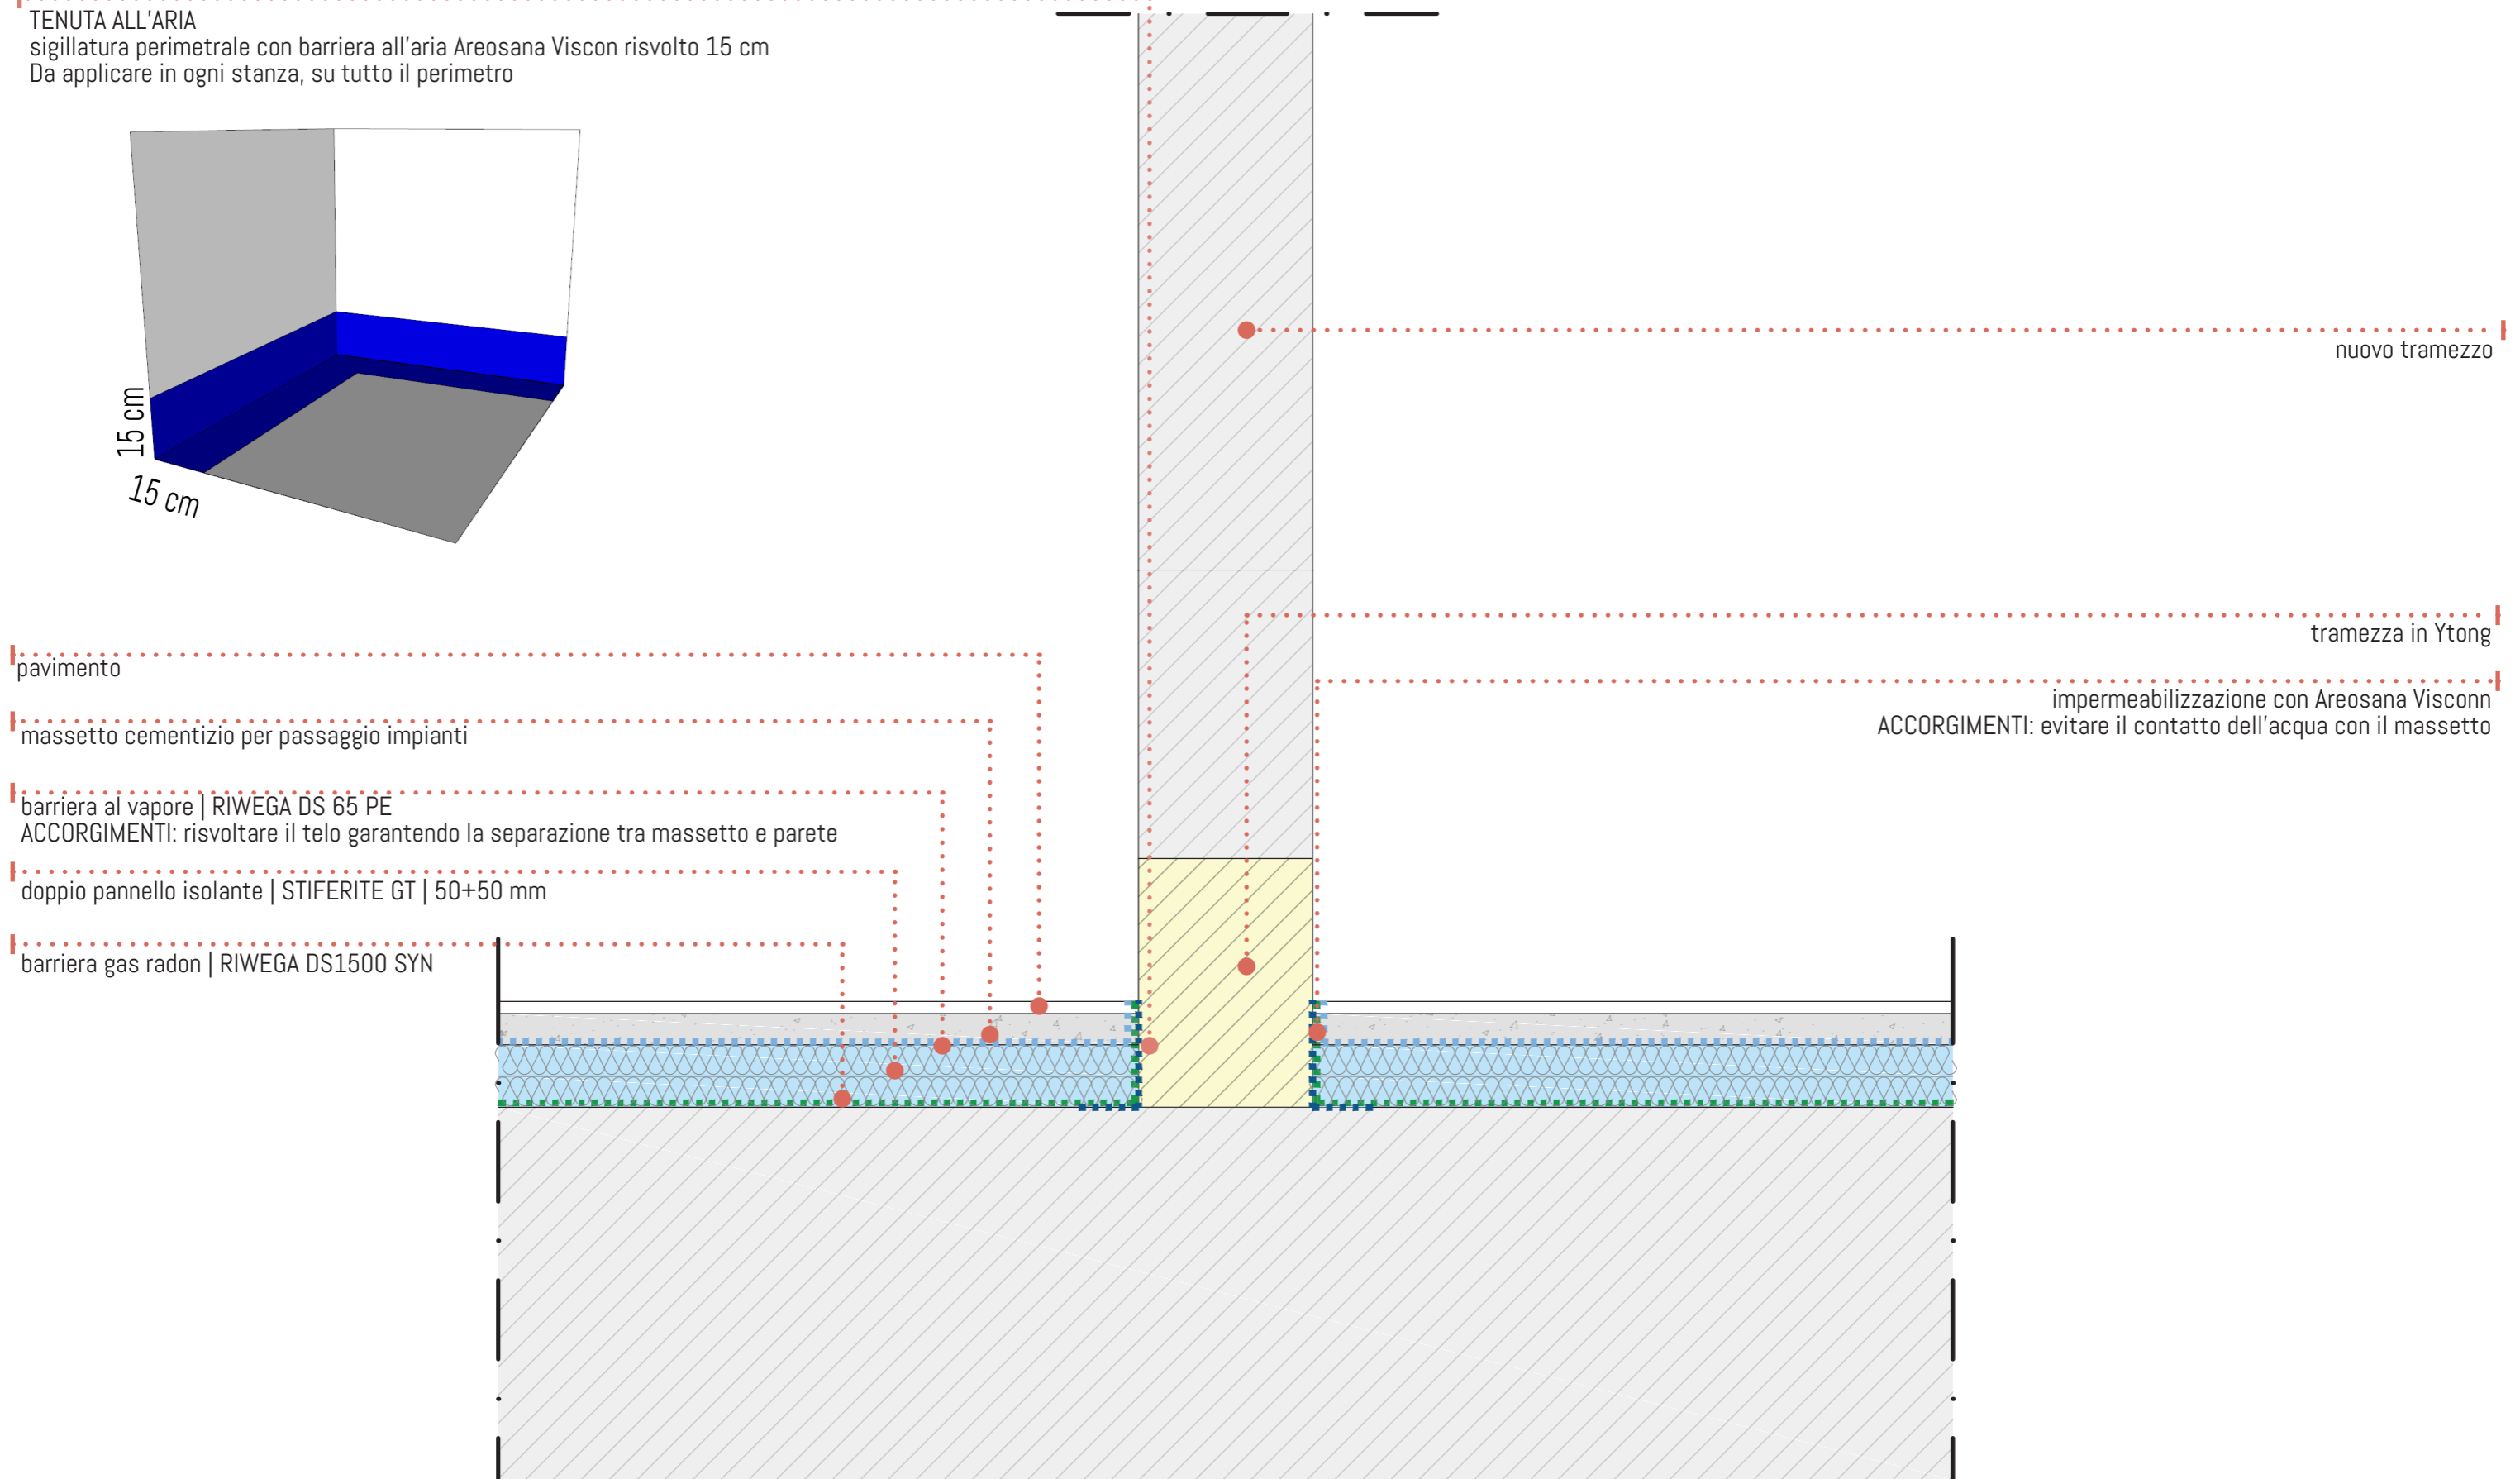 TENUTA ALL'ARIA
sigillatura perimetrale con barriera all'aria Areosana Viscon risvolto 15 cm
Da applicare in ogni stanza, su tutto il perimetro
15 cm
15 cm
nuovo tramezzo
tramezza in Ytong
impermeabilizzazione con Areosana Visconn
ACCORGIMENTI: evitare il contatto dell'acqua con il massetto
pavimento
massetto cementizio per passaggio impianti
barriera al vapore | RIWEGA DS 65 PE
ACCORGIMENTI: risvoltare il telo garantendo la separazione tra massetto e parete
doppio pannello isolante | STIFERITE GT | 50+50 mm
barriera gas radon | RIWEGA DS1500 SYN